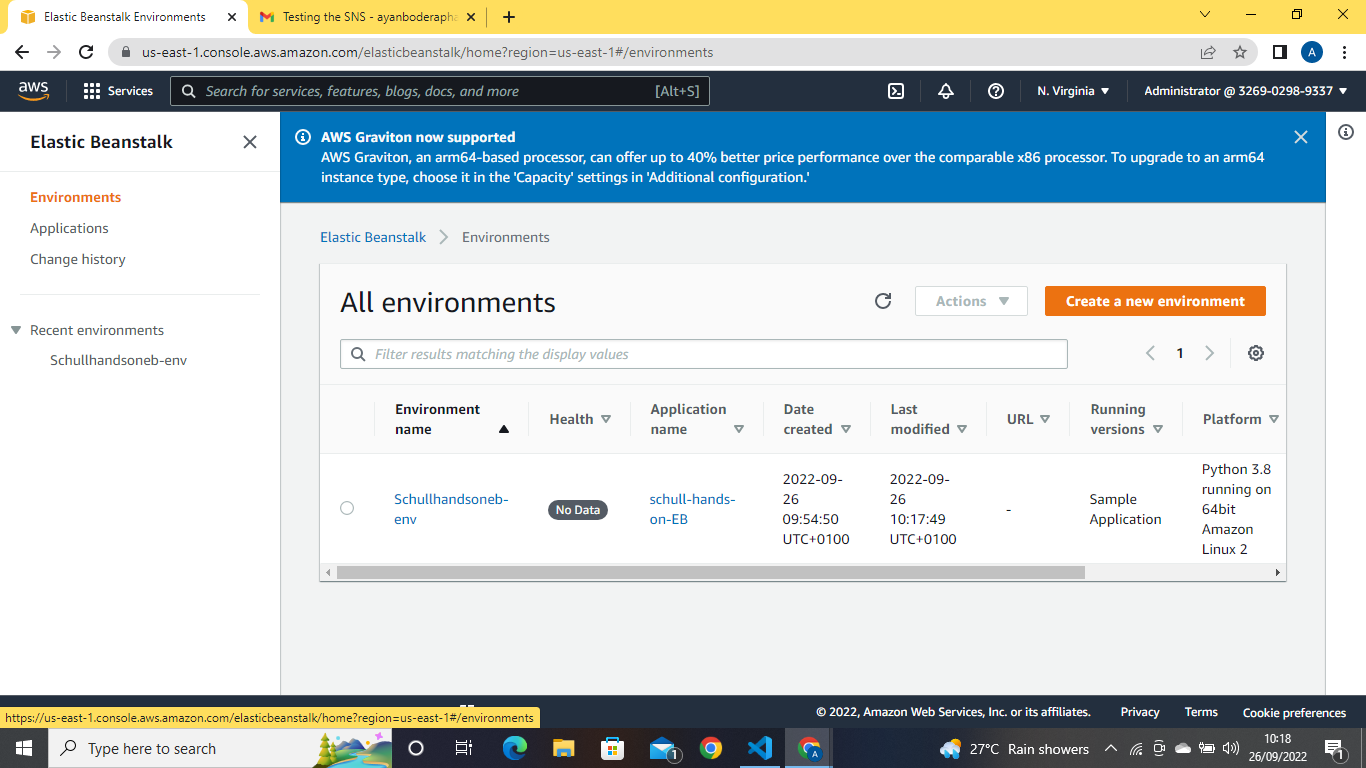 Elastic Beanstalk Environments
Testing the SNS - ayanboderapha
us-east-1.console.aws.amazon.com/elasticbeanstalk/home?region=us-east-1#/environments
A
aws
Services
Search for services, features, blogs, docs, and more
[Alt+S]
N. Virginia
Administrator @ 3269-0298-9337
Elastic Beanstalk
Environments
Applications
Change history
Recent environments
Schullhandsoneb-env
AWS Graviton now supported
AWS Graviton, an arm64-based processor, can offer up to 40% better price performance over the comparable x86 processor. To upgrade to an arm64
instance type, choose it in the 'Capacity' settings in 'Additional configuration.'
Elastic Beanstalk
Environments
All environments
Actions
Create a new environment
Filter results matching the display values
1
Environment
name
Health
Application
name
Date
created
Last
modified
URL
Running
versions
Platform
Schullhandsoneb-
env
No Data
schull-hands-
on-EB
2022-09-
26
09:54:50
UTC+0100
2022-09-
26
10:17:49
UTC+0100
-
Sample
Application
Python 3.8
running on
64bit
Amazon
Linux 2
https://us-east-1.console.aws.amazon.com/elasticbeanstalk/home?region=us-east-1#/environments
© 2022, Amazon Web Services, Inc. or its affiliates.
Privacy
Terms
Cookie preferences
Type here to search
1
A
27°C Rain showers
10:18
26/09/2022
1